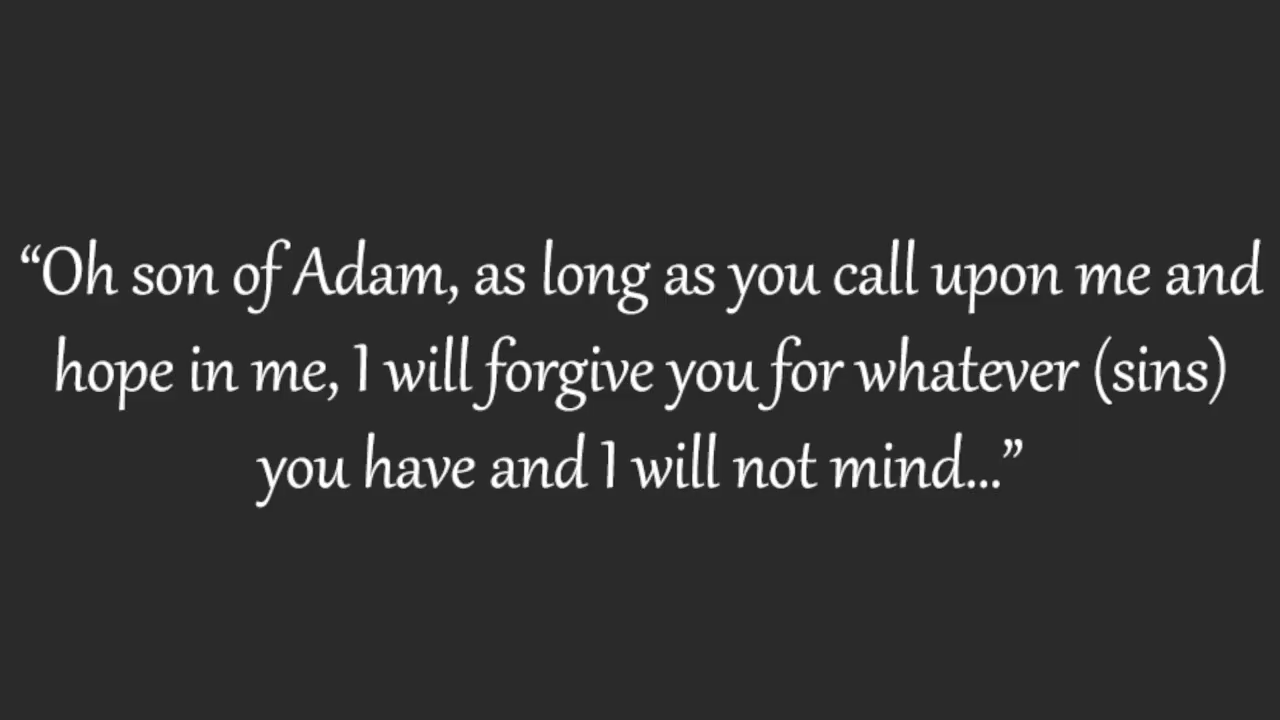 “Oh son of Adam, as long as you call upon me and
hope in me, I will forgive you for whatever (sins)
you have and I will not mind...”